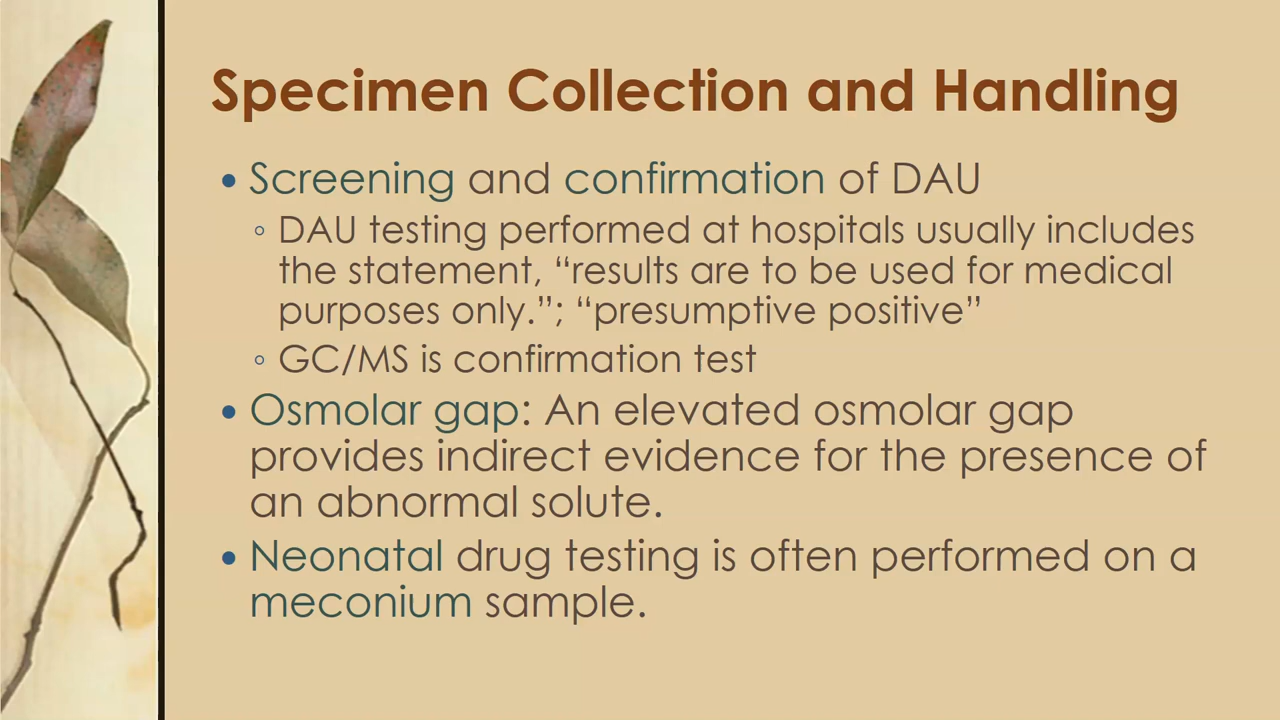 Specimen Collection and Handling
• Screening and confirmation of DAU
◦ DAU testing performed at hospitals usually includes
the statement, “results are to be used for medical
purposes only.”; “presumptive positive”
◦ GC/MS is confirmation test
• Osmolar gap: An elevated osmolar gap
provides indirect evidence for the presence of
an abnormal solute.
• Neonatal drug testing is often performed on a
meconium sample.